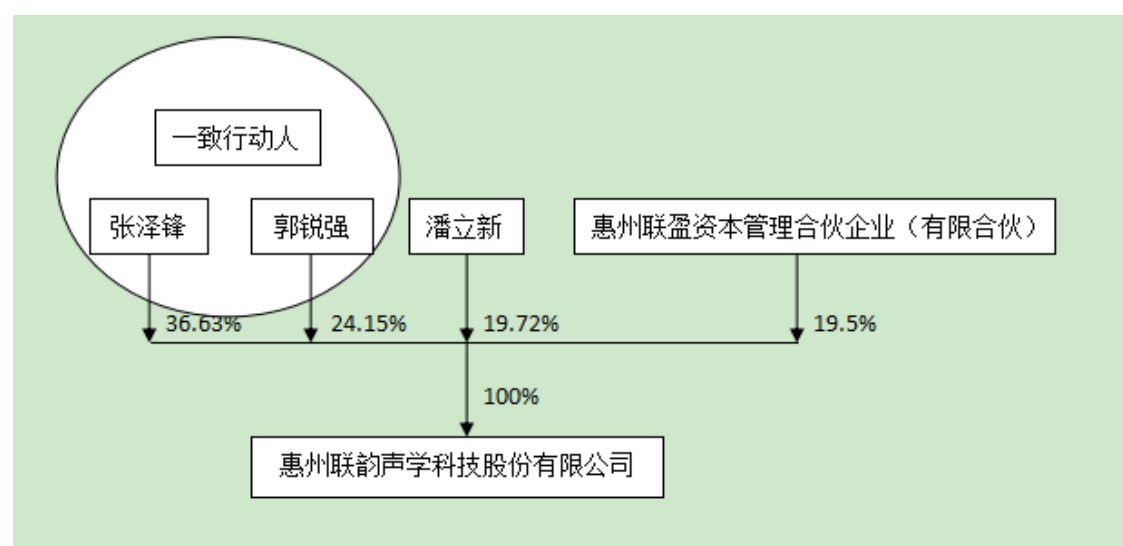 一致行动人
张泽锋
郭锐强
潘立新
惠州联盈资本管理合伙企业（有限合伙）
36.63%
24.15%
19.72%
19.5%
100%
惠州联韵声学科技股份有限公司